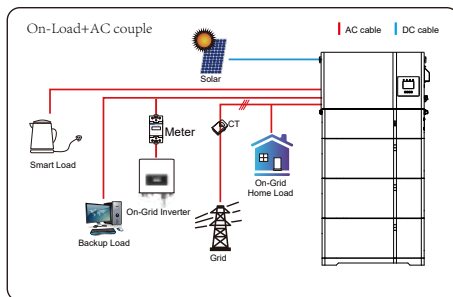 On-Load+AC couple
AC cable
DC cable
Solar
Meter
CT
Smart Load
On-Grid Inverter
On-Grid
Home Load
Backup Load
Grid